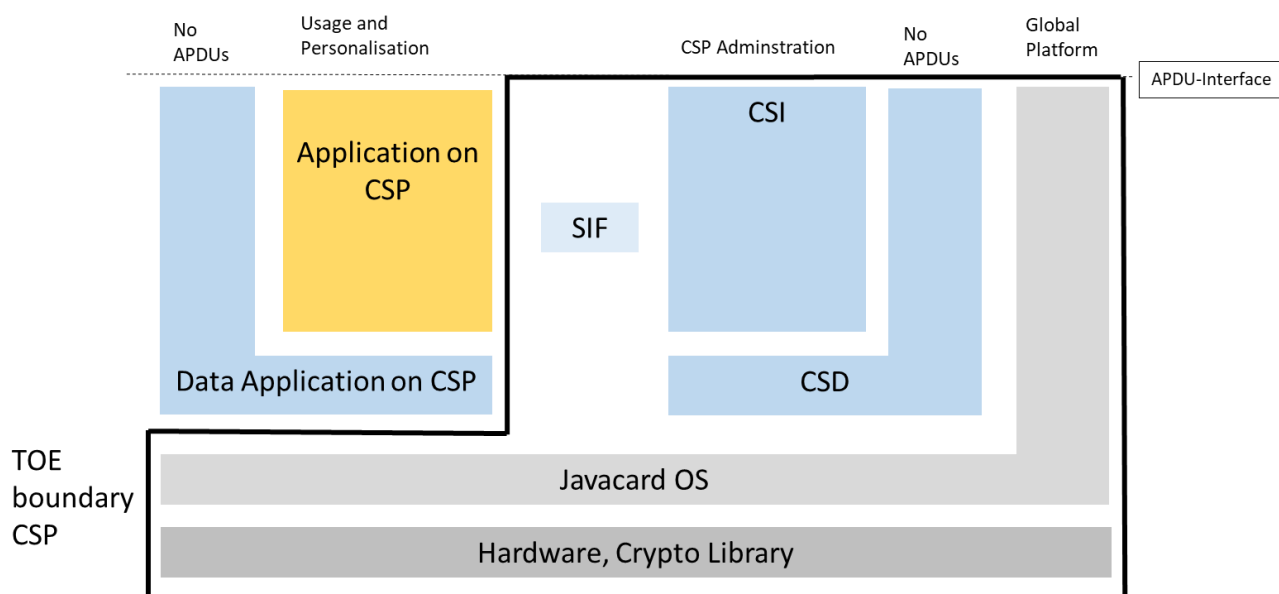 No
APDUs
Usage and
Personalisation
CSP Adminstration
No
APDUs
Global
Platform
APDU-Interface
Application on
CSP
CSI
SIF
Data Application on CSP
CSD
TOE
boundary
CSP
Javacard OS
Hardware, Crypto Library